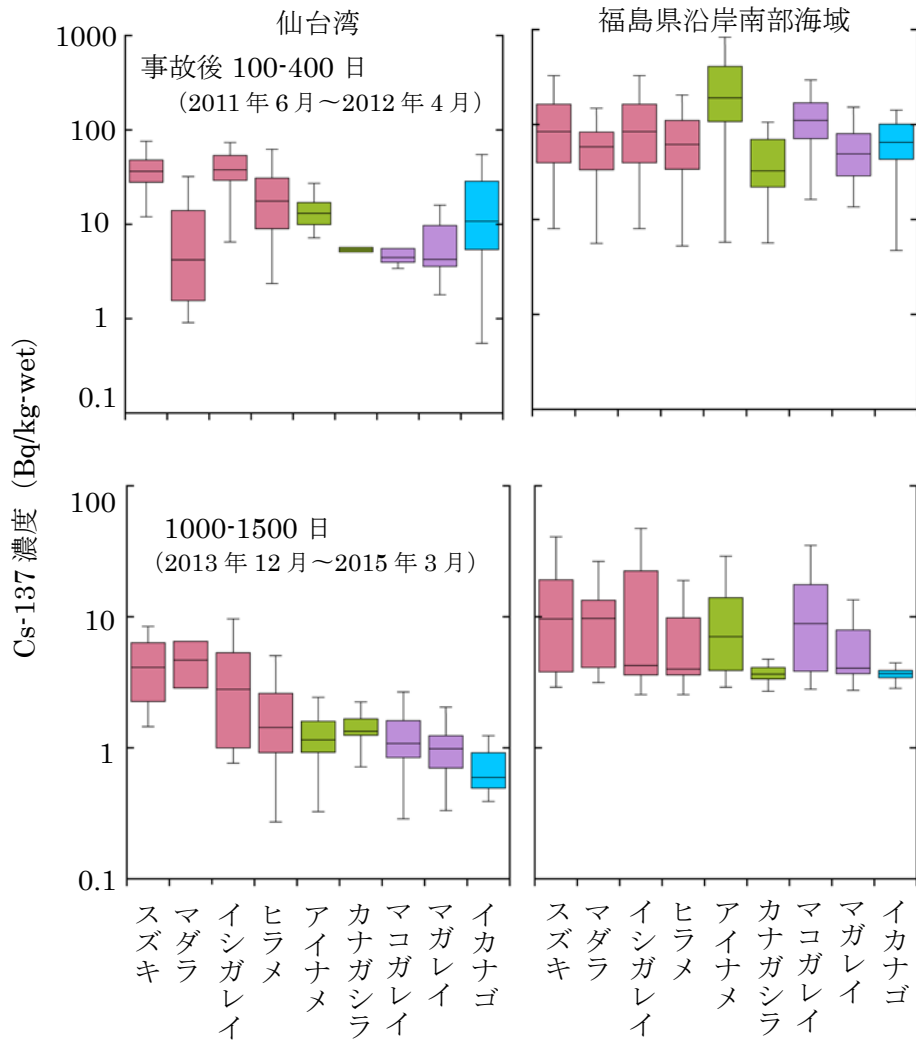 仙台湾
福島県沿岸南部海域
事故後 100-400 日
（2011 年 6 月～2012 年 4 月）
1000
100
10
1
0.1
Cs-137 濃度（Bq/kg-wet）
1000-1500 日
（2013 年 12 月～2015 年 3 月）
100
10
1
0.1
スズキ
マダラ
イシガレイ
ヒラメ
アイナメ
カナガシラ
マコガレイ
マガレイ
イカナゴ
スズキ
マダラ
イシガレイ
ヒラメ
アイナメ
カナガシラ
マコガレイ
マガレイ
イカナゴ